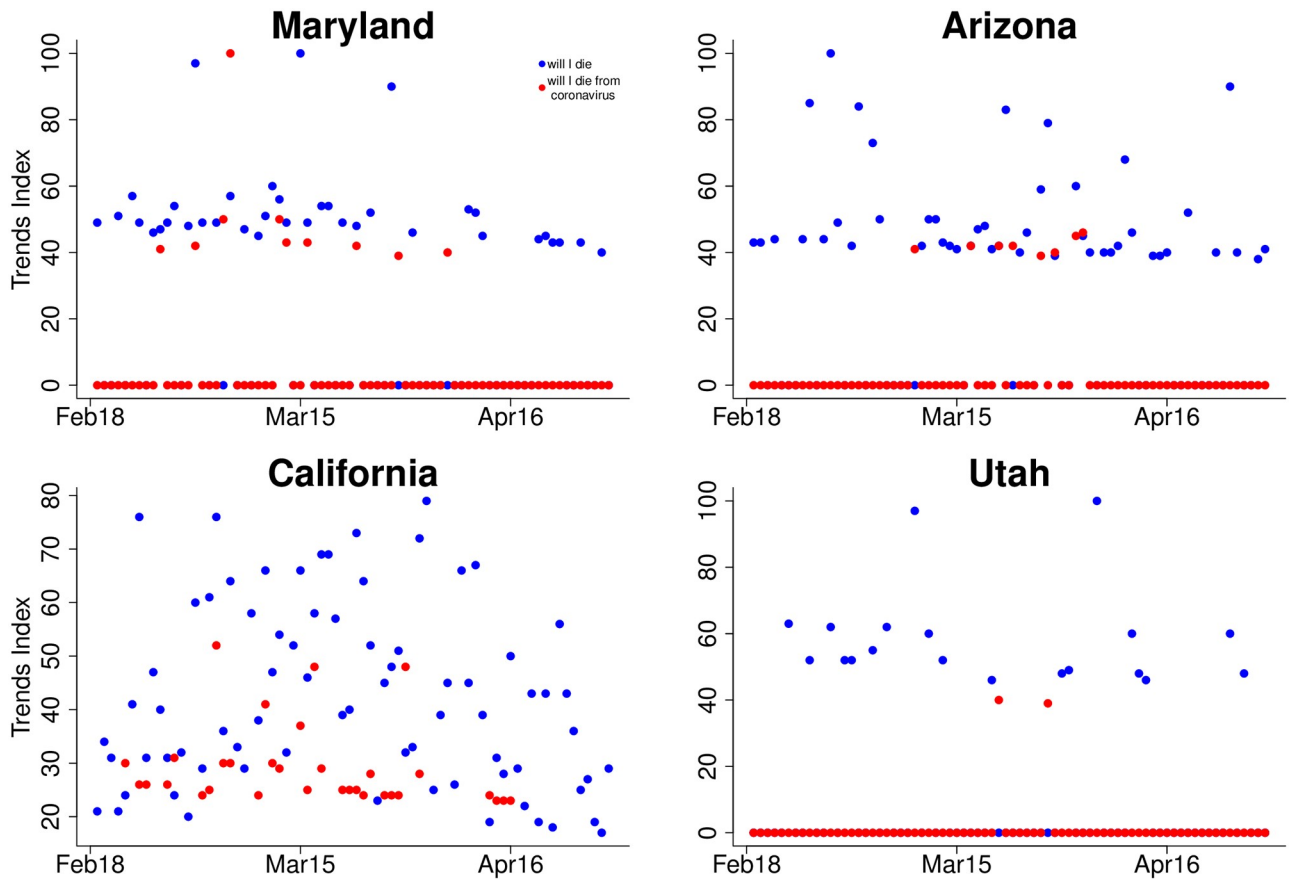 Maryland
Trends Index
100
80
60
40
20
0
will I die
will I die from
coronavirus
Feb18 Mar15 Apr16
Arizona
100
80
60
40
20
0
Feb18 Mar15 Apr16
California
Trends Index
80
70
60
50
40
30
20
Feb18 Mar15 Apr16
Utah
100
80
60
40
20
0
Feb18 Mar15 Apr16